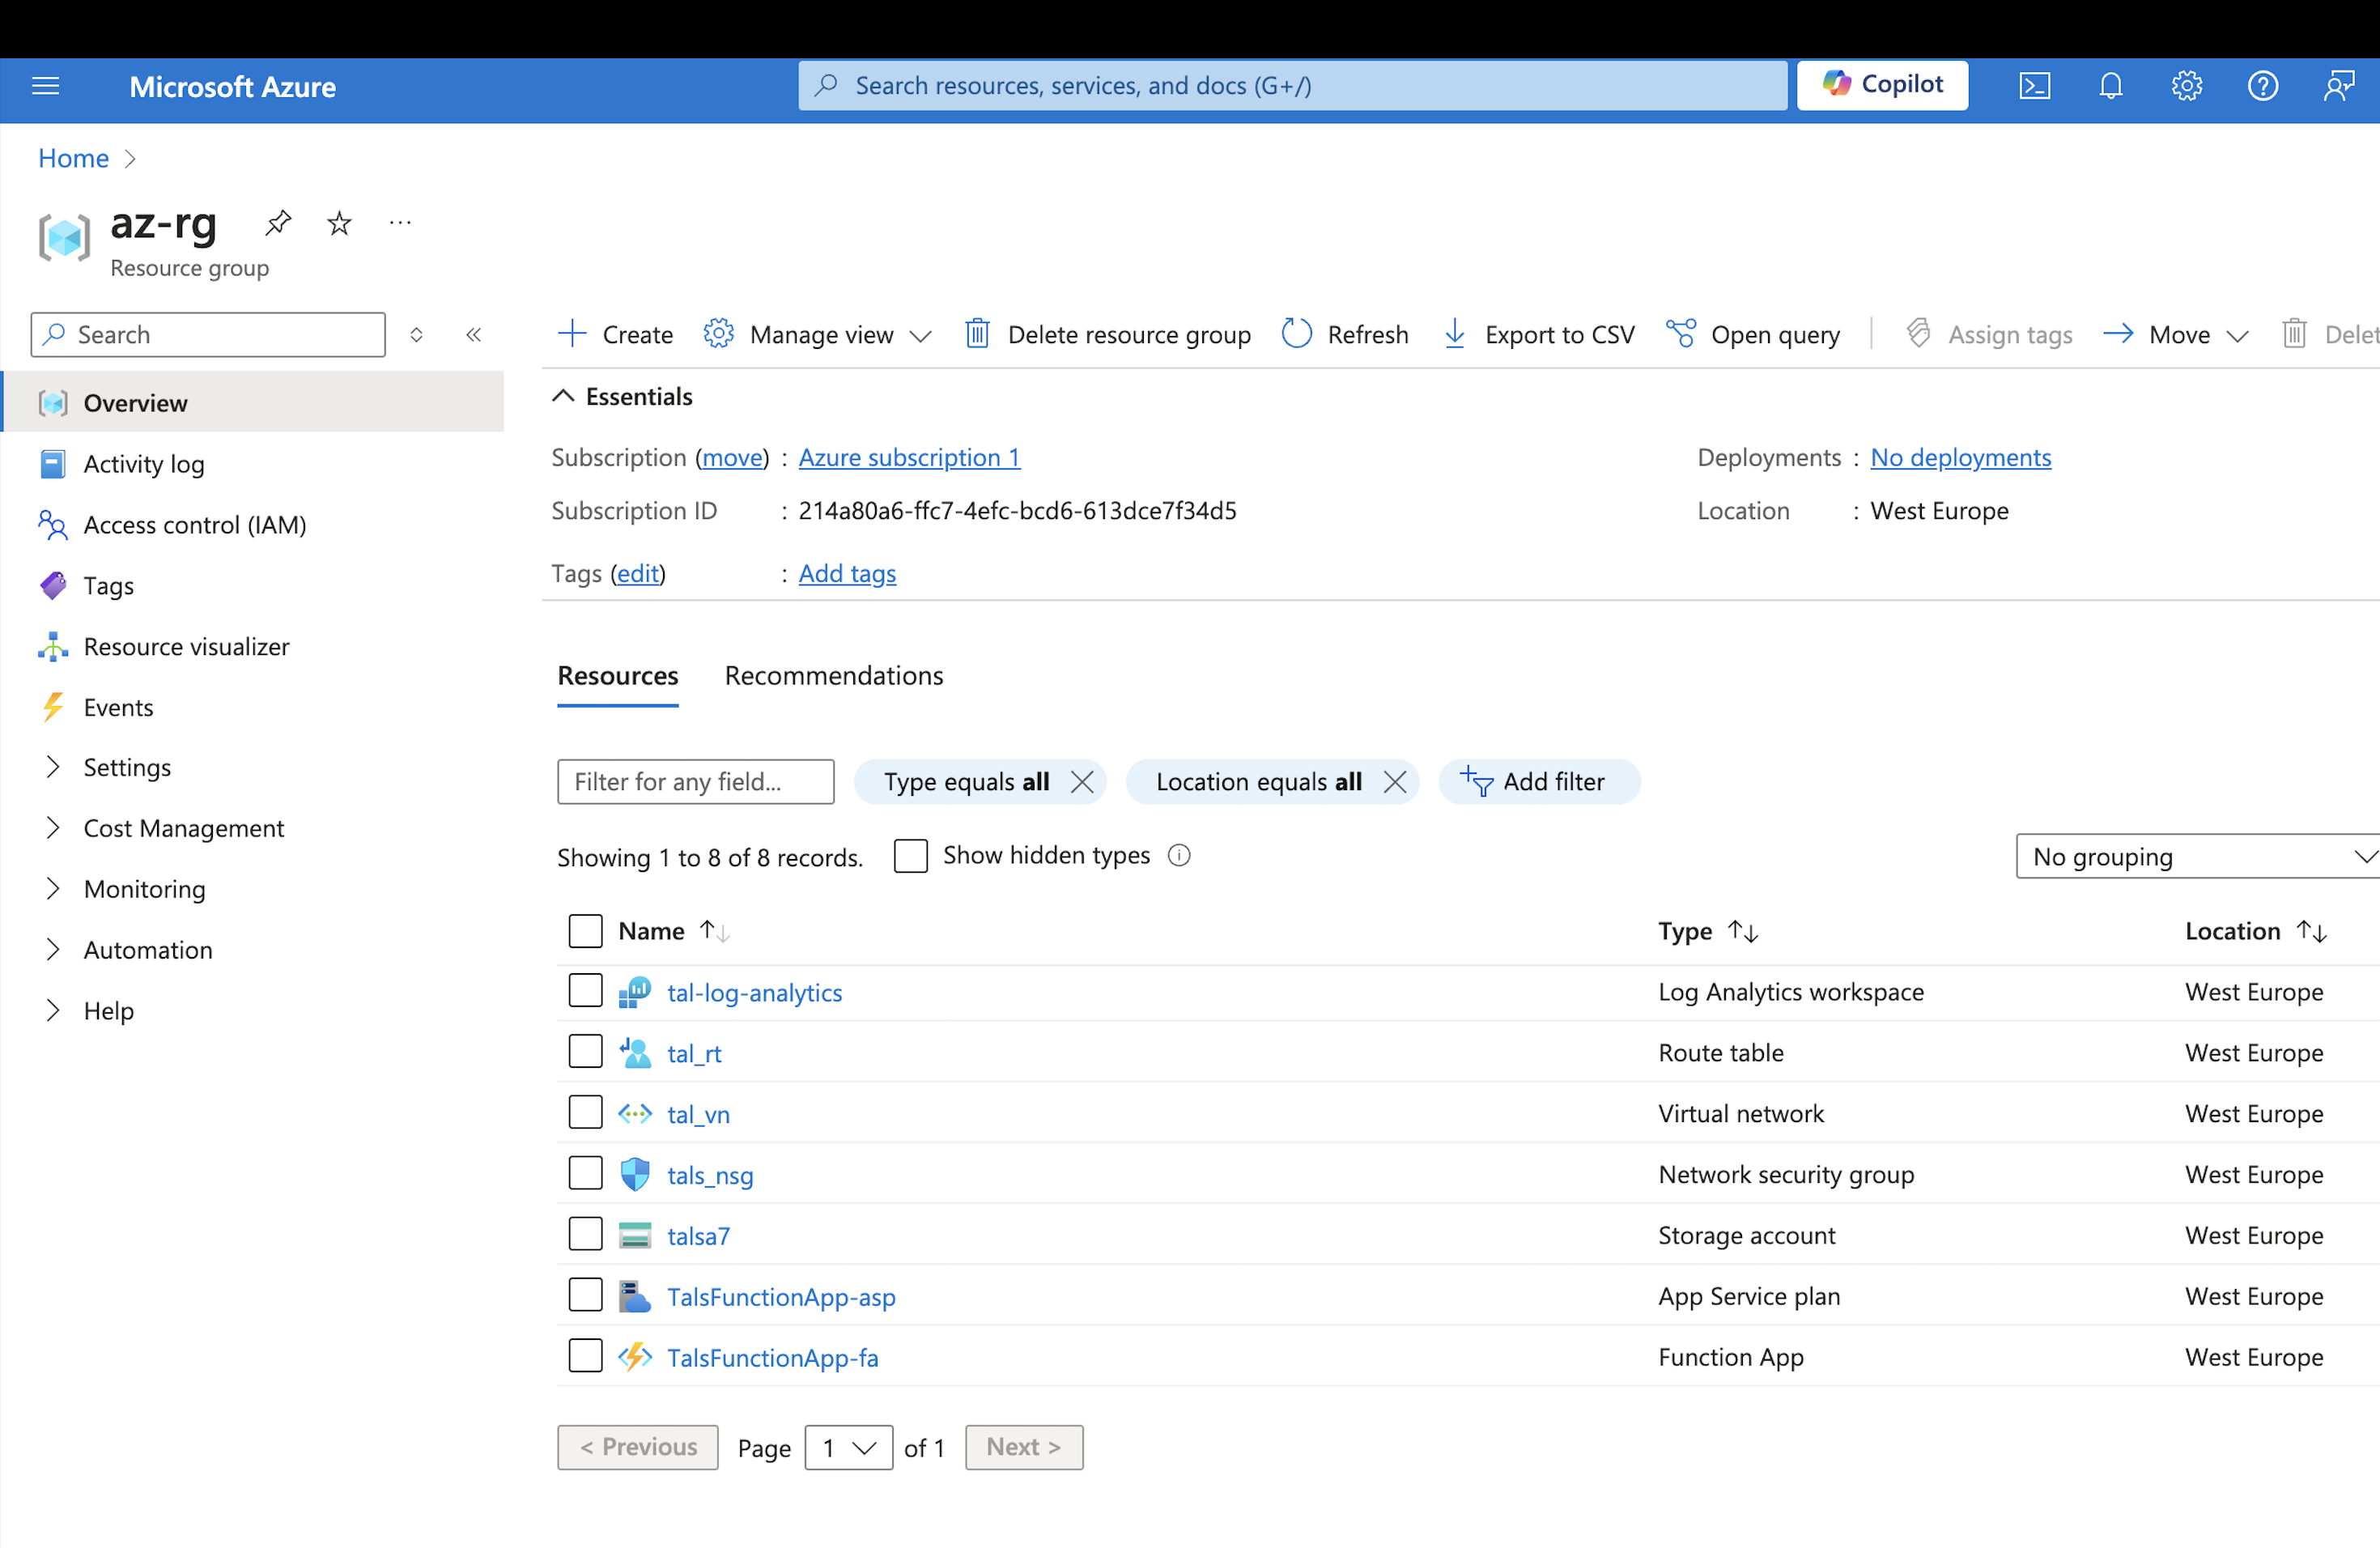 Microsoft Azure
Search resources, services, and docs (G+/)
Copilot
Home
az-rg
Resource group
Search
Create
Manage view
Delete resource group
Refresh
Export to CSV
Open query
Assign tags
Move
Delet
Overview
Activity log
Access control (IAM)
Tags
Resource visualizer
Events
Settings
Cost Management
Monitoring
Automation
Help
Essentials
Subscription (move) : Azure subscription 1
Subscription ID : 214a80a6-ffc7-4efc-bcd6-613dce7f34d5
Tags (edit) : Add tags
Deployments : No deployments
Location : West Europe
Resources Recommendations
Filter for any field... Type equals all Location equals all Add filter
Showing 1 to 8 of 8 records. Show hidden types No grouping
Name Type Location
tal-log-analytics Log Analytics workspace West Europe
tal_rt Route table West Europe
tal_vn Virtual network West Europe
tals_nsg Network security group West Europe
talsa7 Storage account West Europe
TalsFunctionApp-asp App Service plan West Europe
TalsFunctionApp-fa Function App West Europe
< Previous Page 1 of 1 Next >